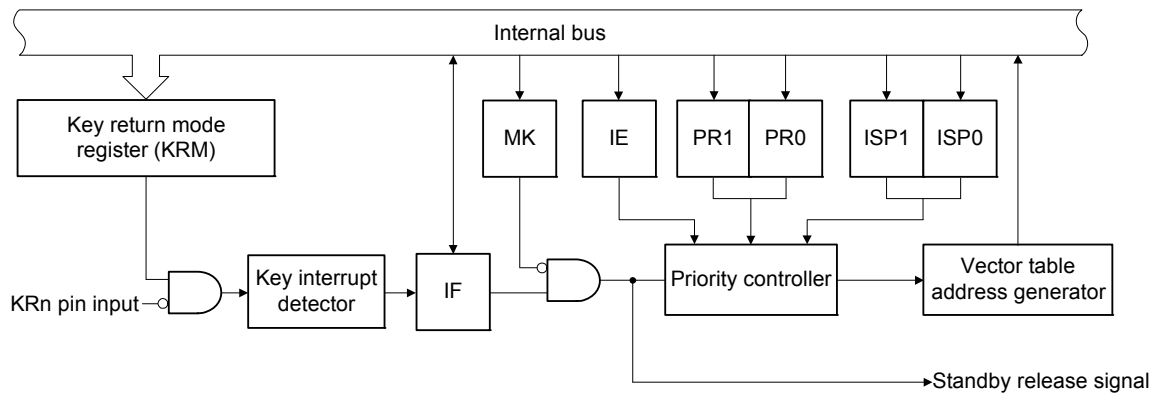 Internal bus
Key return mode
register (KRM)
MK
IE
PR1
PR0
ISP1
ISP0
KRn pin input
Key interrupt
detector
IF
Priority controller
Vector table
address generator
Standby release signal